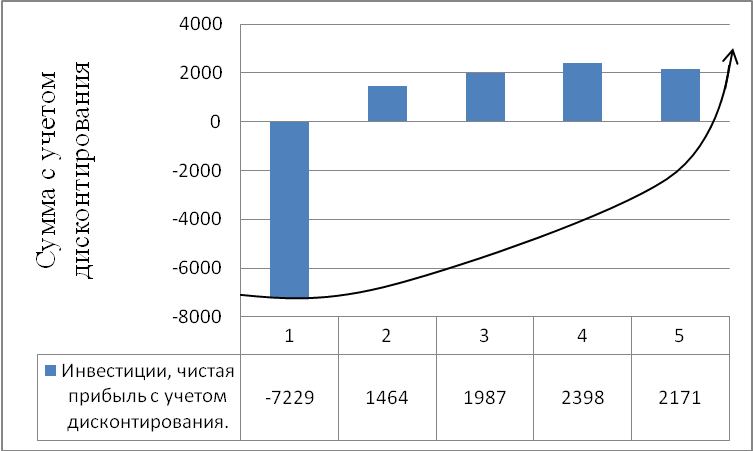 Сумма с учетом
дисконтирования
4000
2000
0
-2000
-4000
-6000
-8000
1 2 3 4 5
Инвестиции, чистая
прибыль с учетом
дисконтирования.
-7229 1464 1987 2398 2171